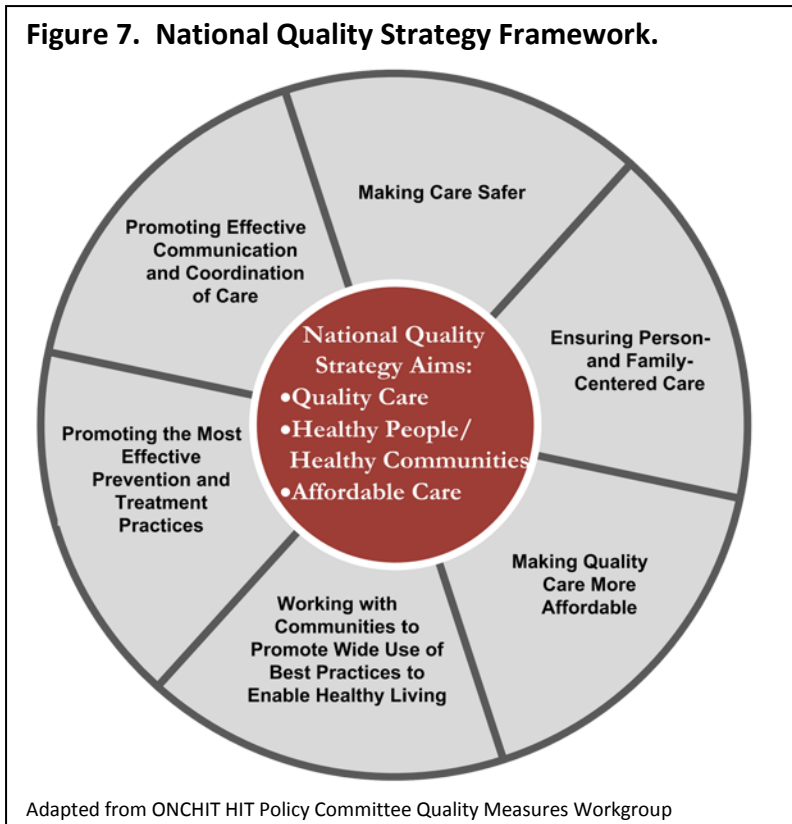 Figure 7.  National Quality Strategy Framework.
Making Care Safer
Ensuring Person-
and Family-
Centered Care
Making Quality
Care More
Affordable
Working with
Communities to
Promote Wide Use of
Best Practices to
Enable Healthy Living
Promoting the Most
Effective
Prevention and
Treatment
Practices
Promoting Effective
Communication
and Coordination
of Care
National Quality
Strategy Aims:
•Quality Care
•Healthy People/
Healthy Communities
•Affordable Care
Adapted from ONCHIT HIT Policy Committee Quality Measures Workgroup